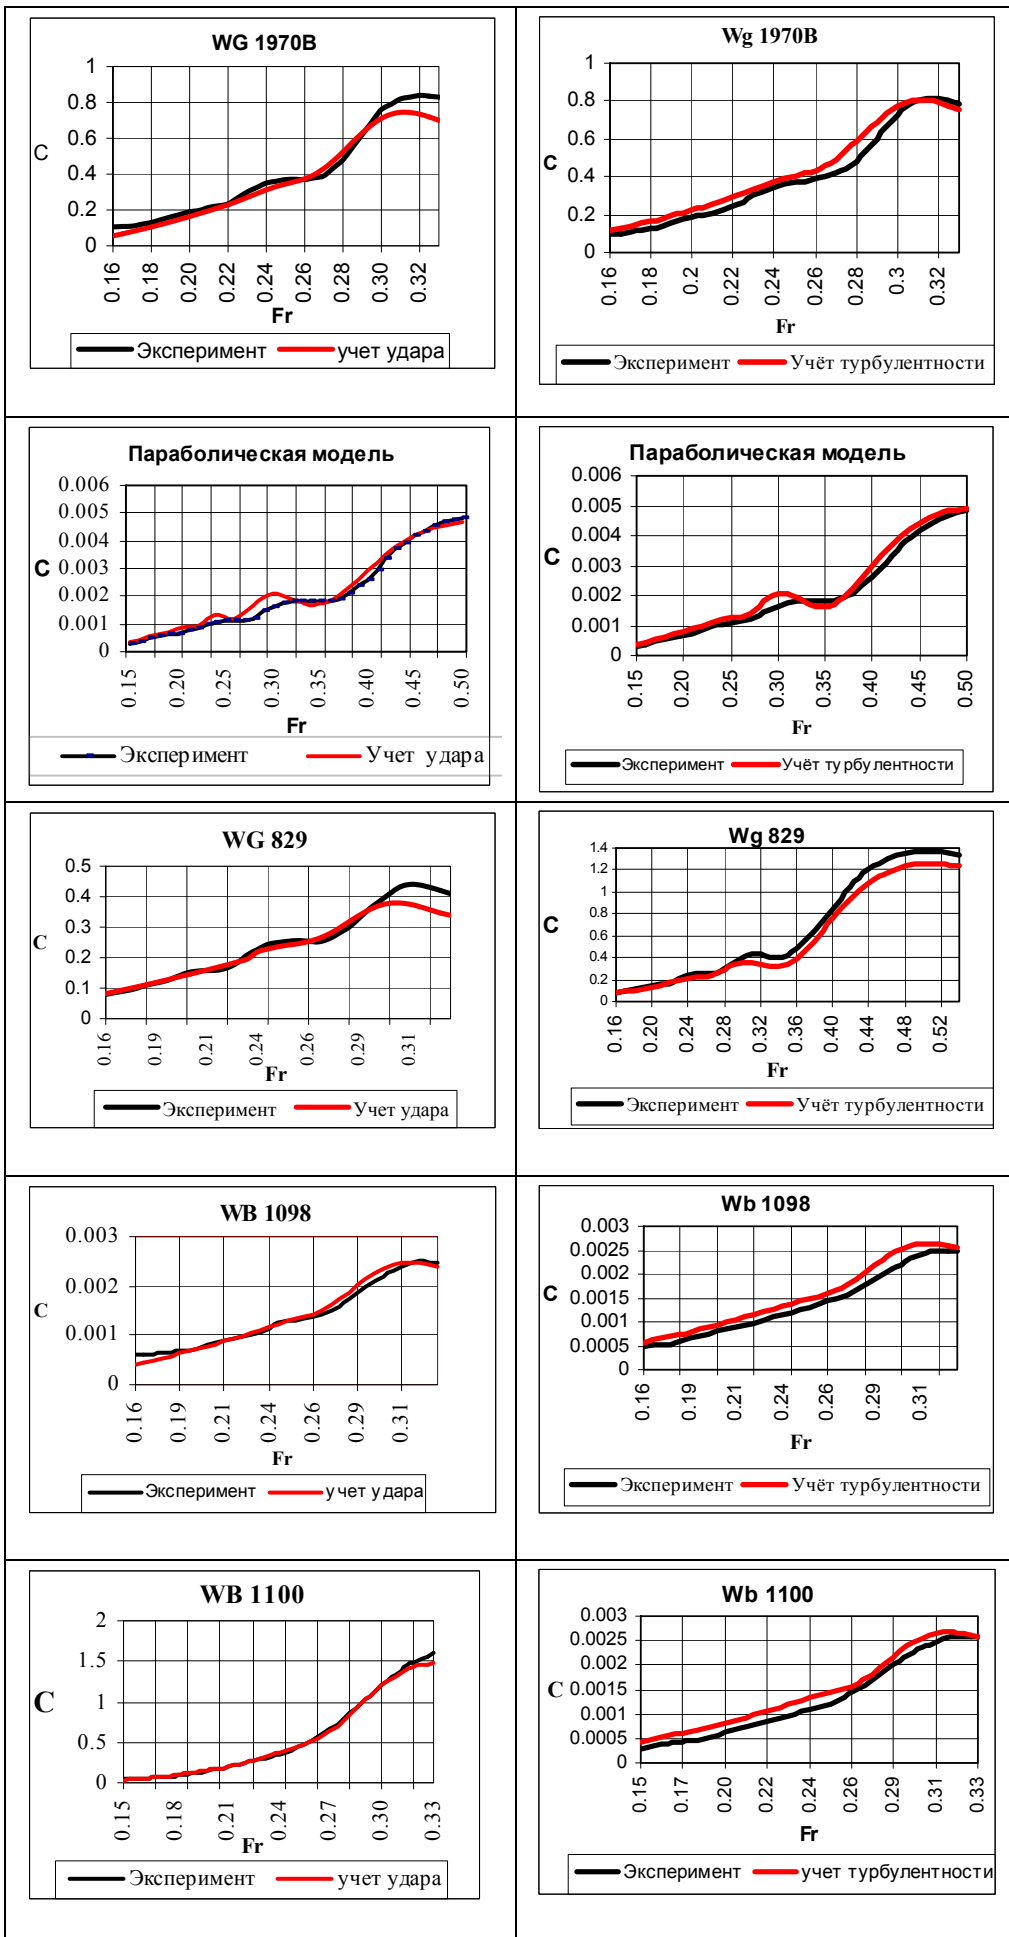 WG 1970B
1
0.8
0.6
C
0.4
0.2
0
0.16 0.18 0.20 0.22 0.24 0.26 0.28 0.30 0.32
Fr
Эксперимент учет удара
Wg 1970B
1
0.8
0.6
C
0.4
0.2
0
0.16 0.18 0.2 0.22 0.24 0.26 0.28 0.3 0.32
Fr
Эксперимент Учёт турбулентности
Параболическая модель
0.006
0.005
0.004
C 0.003
0.002
0.001
0
0.15 0.20 0.25 0.30 0.35 0.40 0.50
Fr
Эксперимент Учет удара
Параболическая модель
0.006
0.005
0.004
C
0.003
0.002
0.001
0
0.15 0.20 0.25 0.30 0.35 0.40 0.45 0.50
Fr
Эксперимент Учёт турбулентности
WG 829
0.5
0.4
0.3
C
0.2
0.1
0
0.16 0.19 0.21 0.24 0.26 0.29 0.31
Fr
Эксперимент Учет удара
Wg 829
1.4
1.2
1
0.8
C
0.6
0.4
0.2
0
0.16 0.20 0.24 0.28 0.32 0.36 0.40 0.44 0.48 0.52
Fr
Эксперимент Учёт турбулентности
WB 1098
0.003
0.002
C
0.001
0
0.16 0.19 0.21 0.24 0.26 0.29 0.31
Fr
Эксперимент учет удара
Wb 1098
0.003
0.0025
0.002
C
0.0015
0.001
0.0005
0
0.16 0.19 0.21 0.24 0.26 0.29 0.31
Fr
Эксперимент Учёт турбулентности
WB 1100
2
1.5
C 1
0.5
0
0.15 0.18 0.21 0.24 0.27 0.30 0.33
Fr
Эксперимент учет удара
Wb 1100
0.003
0.0025
0.002
C 0.0015
0.001
0.0005
0
0.15 0.17 0.20 0.22 0.24 0.26 0.29 0.31 0.33
Fr
Эксперимент учет турбулентности